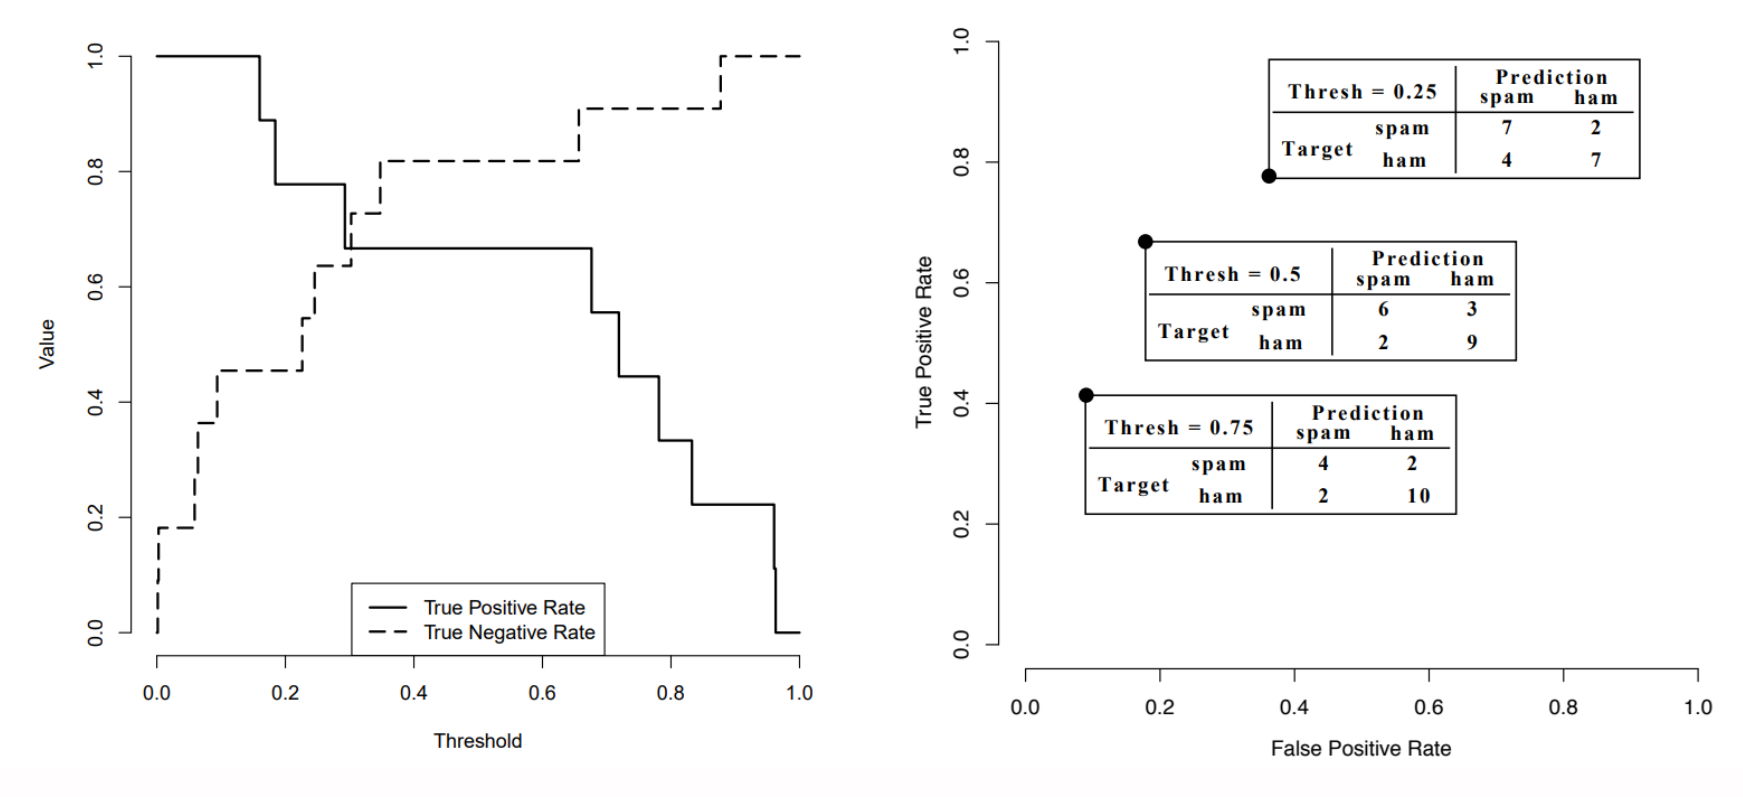 Value
1.0
0.8
0.6
0.4
0.2
0.0
True Positive Rate
True Negative Rate
0.0 0.2 0.4 0.6 0.8 1.0
Threshold
True Positive Rate
1.0
0.8
0.6
0.4
0.2
0.0
Thresh = 0.25
Prediction
spam ham
Target
spam 7 2
ham 4 7
Thresh = 0.5
Prediction
spam ham
Target
spam 6 3
ham 2 9
Thresh = 0.75
Prediction
spam ham
Target
spam 4 2
ham 2 10
0.0 0.2 0.4 0.6 0.8 1.0
False Positive Rate